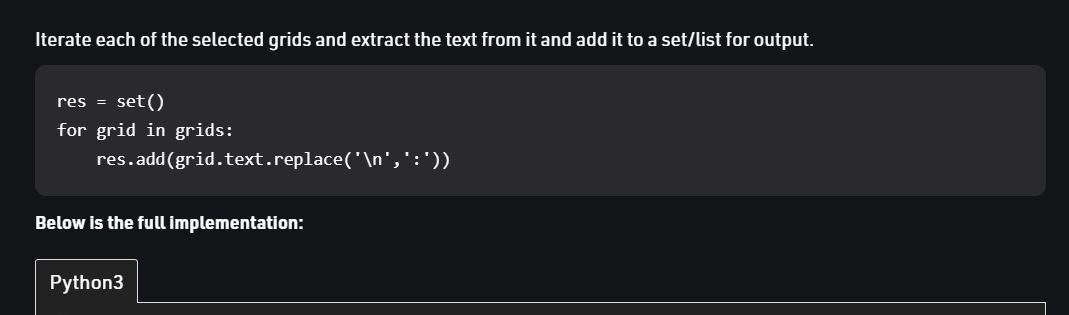 Iterate each of the selected grids and extract the text from it and add it to a set/list for output.
res = set()
for grid in grids:
    res.add(grid.text.replace('\n',':'))
Below is the full implementation:
Python3